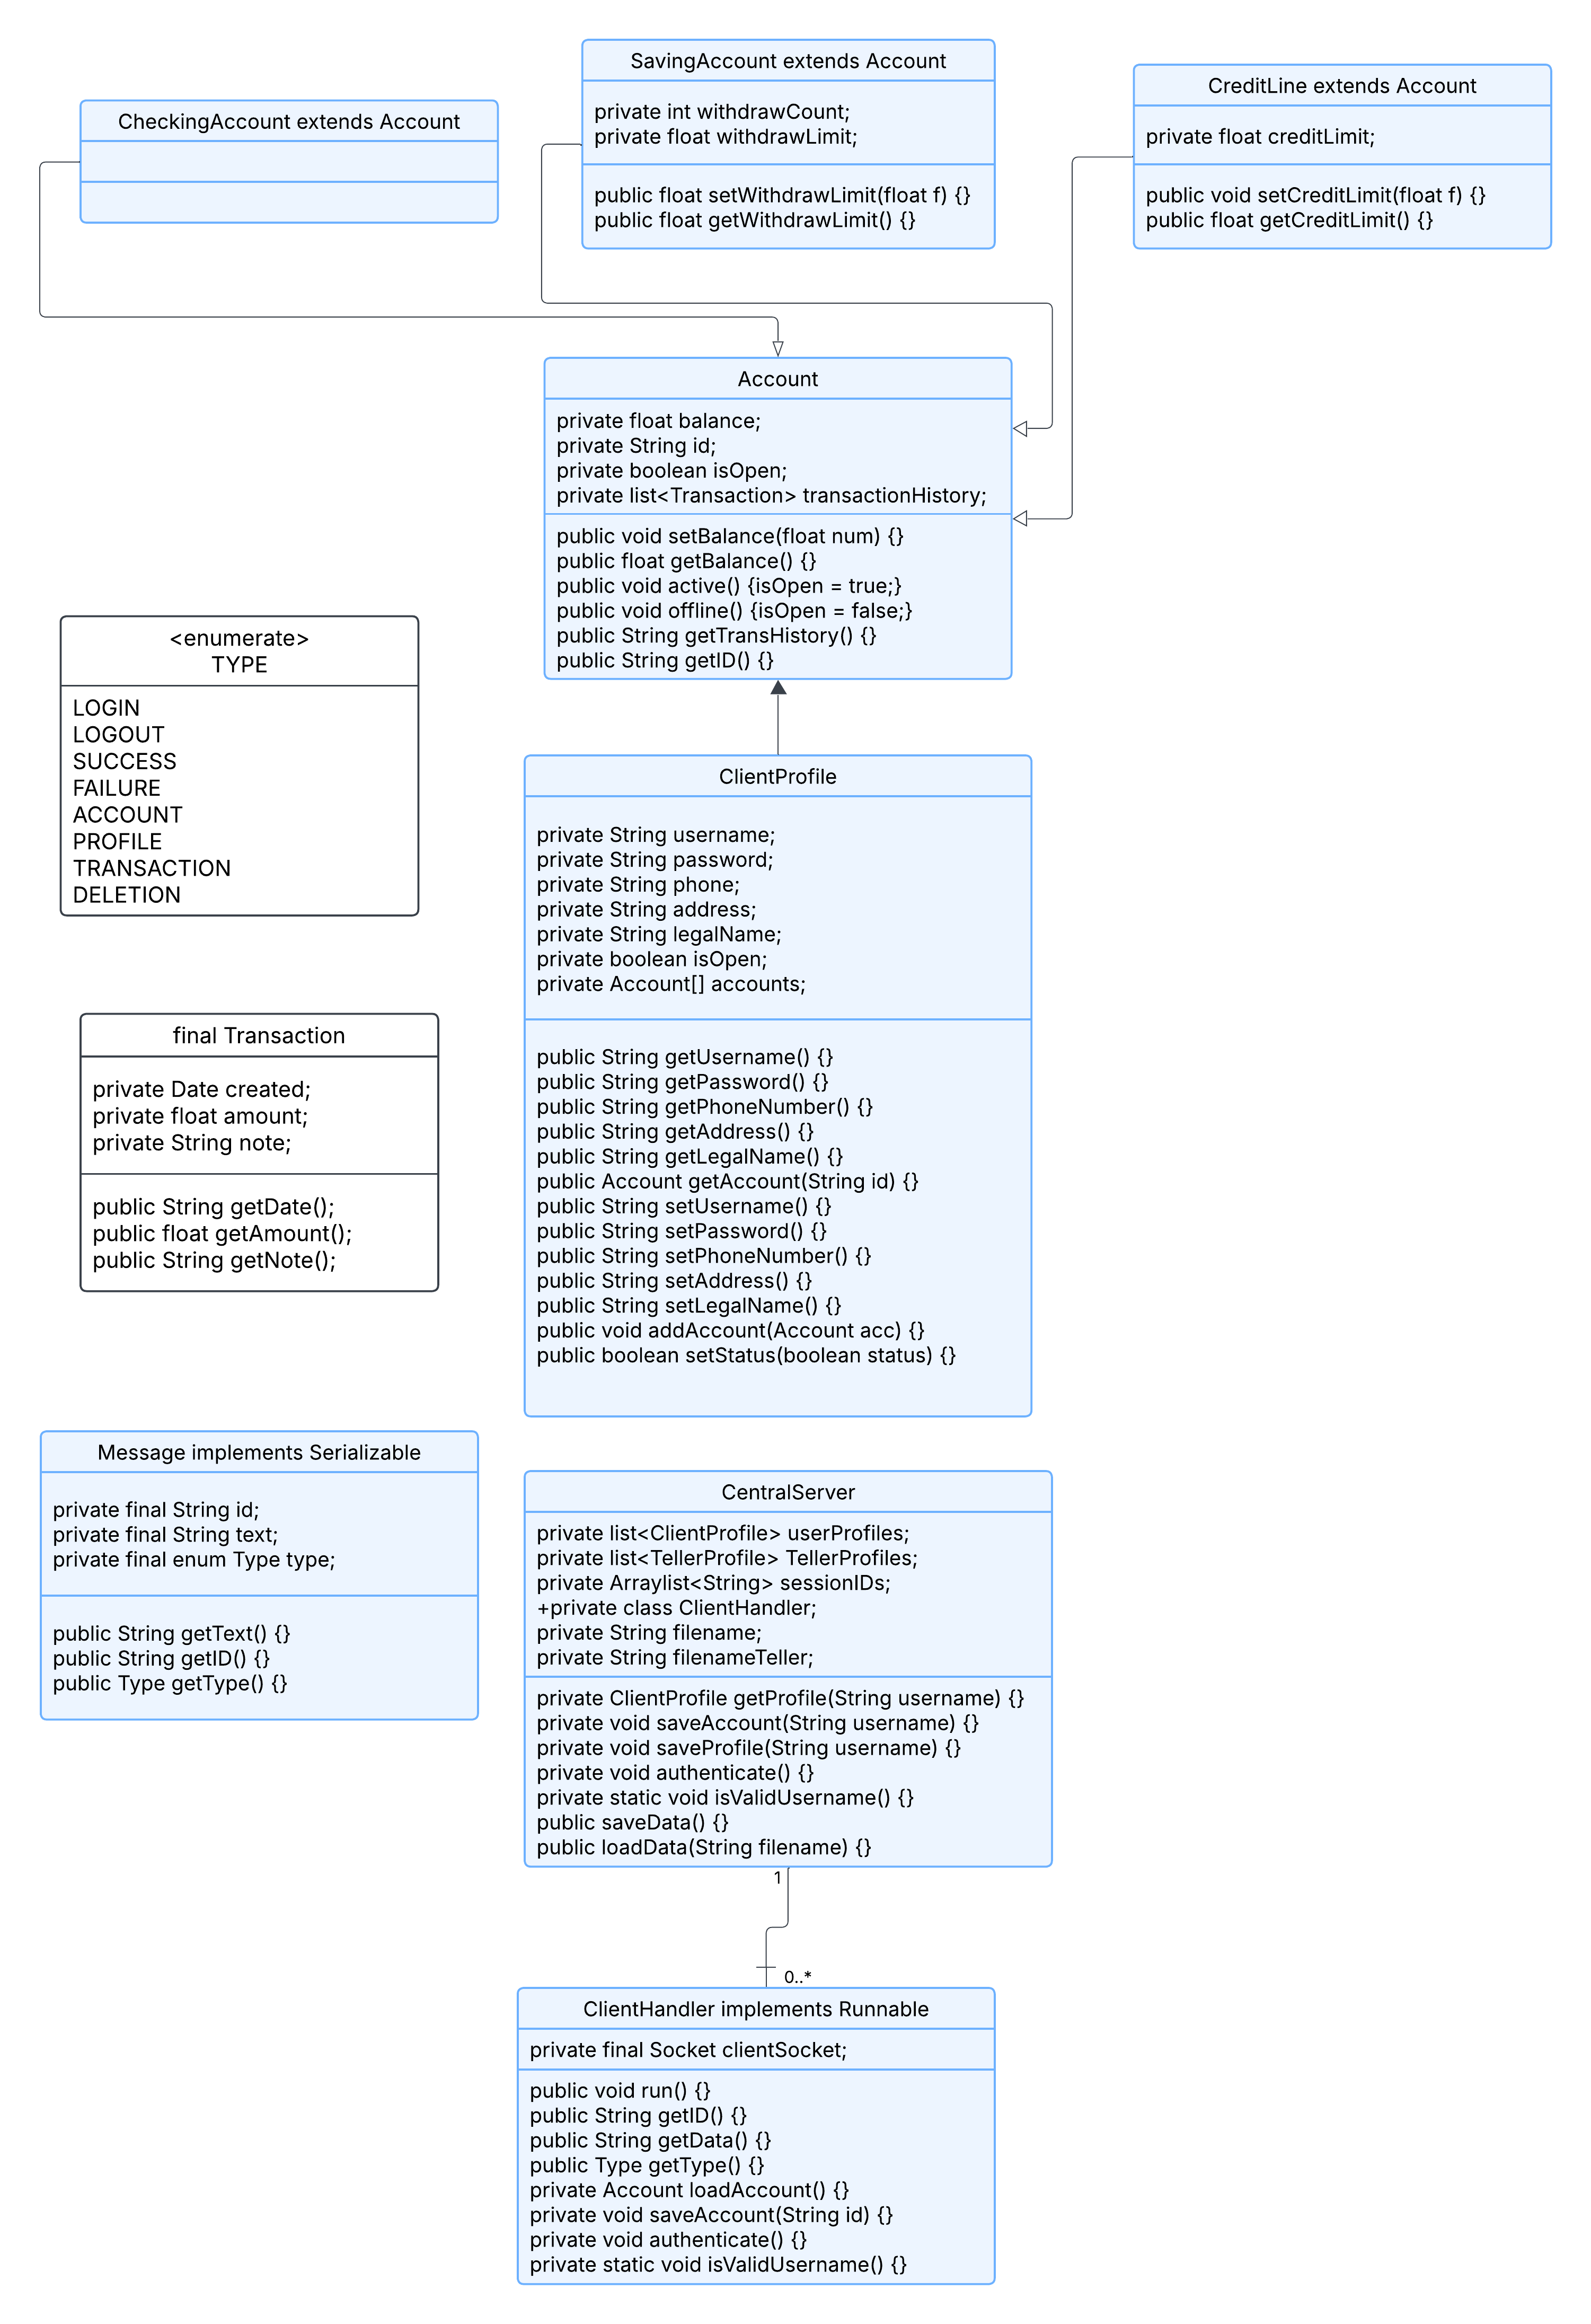 SavingAccount extends Account
private int withdrawCount;
private float withdrawLimit;
public float setWithdrawLimit(float f) {}
public float getWithdrawLimit() {}
CreditLine extends Account
private float creditLimit;
public void setCreditLimit(float f) {}
public float getCreditLimit() {}
CheckingAccount extends Account
Account
private float balance;
private String id;
private boolean isOpen;
private list<Transaction> transactionHistory;
public void setBalance(float num) {}
public float getBalance() {}
public void active() {isOpen = true;}
public void offline() {isOpen = false;}
public String getTransHistory() {}
public String getID() {}
<enumerate>
TYPE
LOGIN
LOGOUT
SUCCESS
FAILURE
ACCOUNT
PROFILE
TRANSACTION
DELETION
ClientProfile
private String username;
private String password;
private String phone;
private String address;
private String legalName;
private boolean isOpen;
private Account[] accounts;
public String getUsername() {}
public String getPassword() {}
public String getPhoneNumber() {}
public String getAddress() {}
public String getLegalName() {}
public Account getAccount(String id) {}
public String setUsername() {}
public String setPassword() {}
public String setPhoneNumber() {}
public String setAddress() {}
public String setLegalName() {}
public void addAccount(Account acc) {}
public boolean setStatus(boolean status) {}
final Transaction
private Date created;
private float amount;
private String note;
public String getDate();
public float getAmount();
public String getNote();
Message implements Serializable
private final String id;
private final String text;
private final enum Type type;
public String getText() {}
public String getID() {}
public Type getType() {}
CentralServer
private list<ClientProfile> userProfiles;
private list<TellerProfile> TellerProfiles;
private Arraylist<String> sessionIDs;
+private class ClientHandler;
private String filename;
private String filenameTeller;
private ClientProfile getProfile(String username) {}
private void saveAccount(String username) {}
private void saveProfile(String username) {}
private void authenticate() {}
private static void isValidUsername() {}
public saveData() {}
public loadData(String filename) {}
1
0..*
ClientHandler implements Runnable
private final Socket clientSocket;
public void run() {}
public String getID() {}
public String getData() {}
public Type getType() {}
private Account loadAccount() {}
private void saveAccount(String id) {}
private void authenticate() {}
private static void isValidUsername() {}